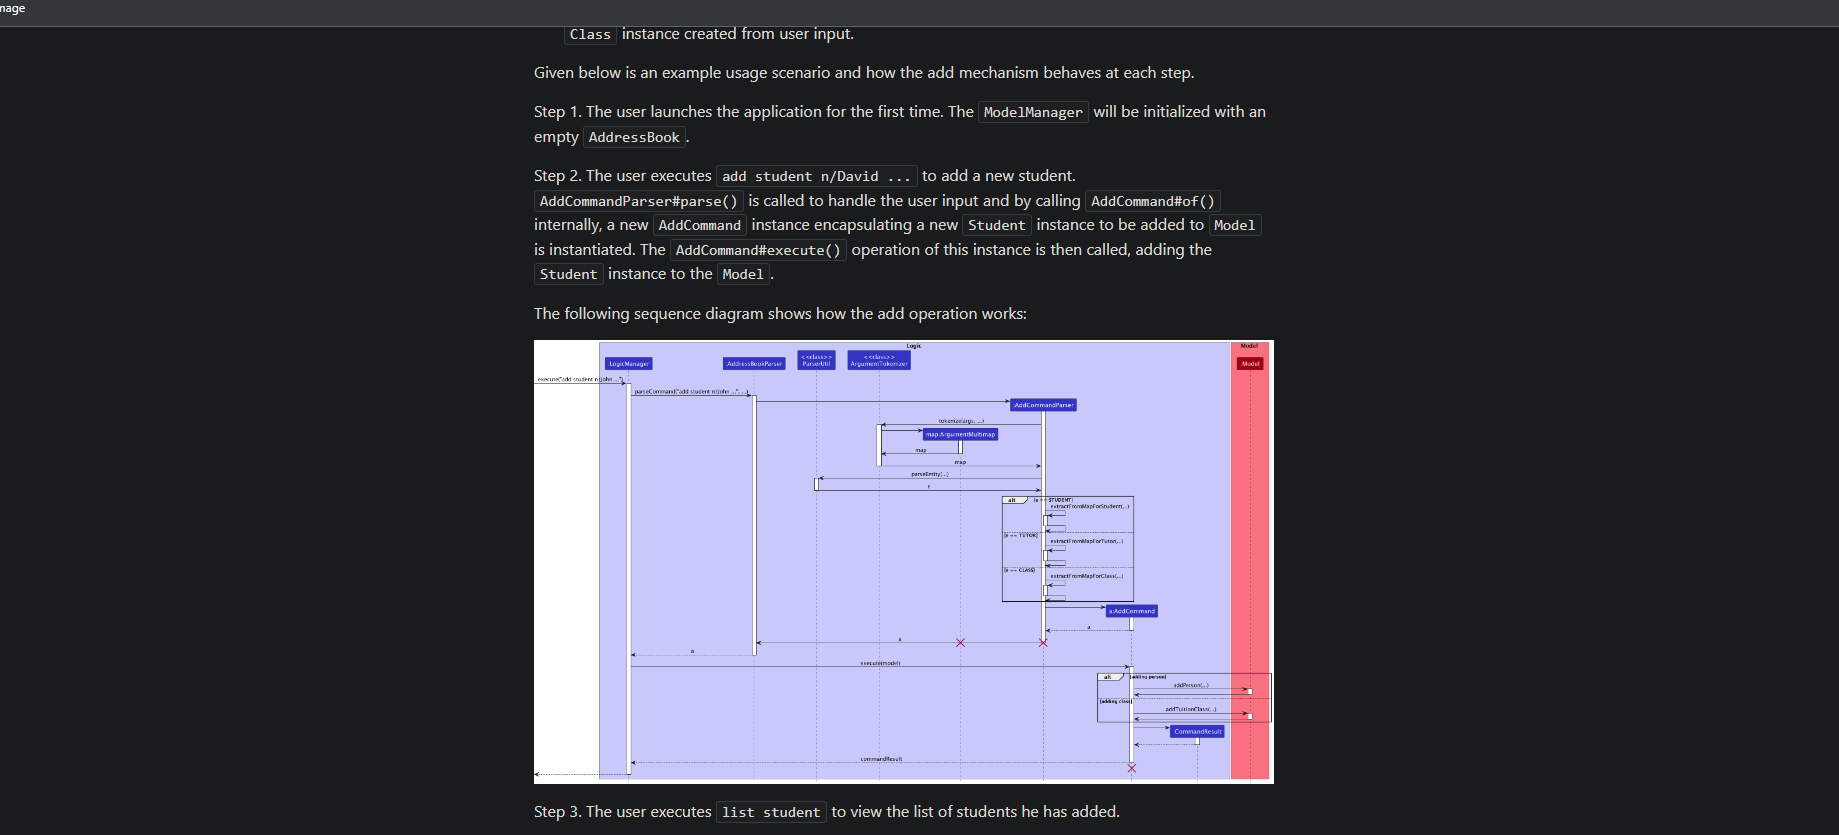 mage
Class instance created from user input.
Given below is an example usage scenario and how the add mechanism behaves at each step.
Step 1. The user launches the application for the first time. The ModelManager will be initialized with an
empty AddressBook.
Step 2. The user executes add student n/David ... to add a new student.
AddCommandParser#parse() is called to handle the user input and by calling AddCommand#of()
internally, a new AddCommand instance encapsulating a new Student instance to be added to Model
is instantiated. The AddCommand#execute() operation of this instance is then called, adding the
Student instance to the Model.
The following sequence diagram shows how the add operation works:
Logic
Model
:LogicManager
:AddressBookParser
<<class>>
ParserUtil
<<class>>
ArgumentTokenizer
:Model
execute("add student n/John ...")
parseCommand("add student n/John ...", ...)
:AddCommandParser
tokenize(args, ...)
map:ArgumentMultimap
map
map
parseEntity(...)
alt
[e == STUDENT]
extractFromMapForStudent(...)
[e == TUTOR]
extractFromMapForTutor(...)
[e == CLASS]
extractFromMapForClass(...)
a:AddCommand
a
a
a
execute(model)
alt
[adding person]
addPerson(...)
[adding class]
addTuitionClass(...)
:CommandResult
commandResult
Step 3. The user executes list student to view the list of students he has added.